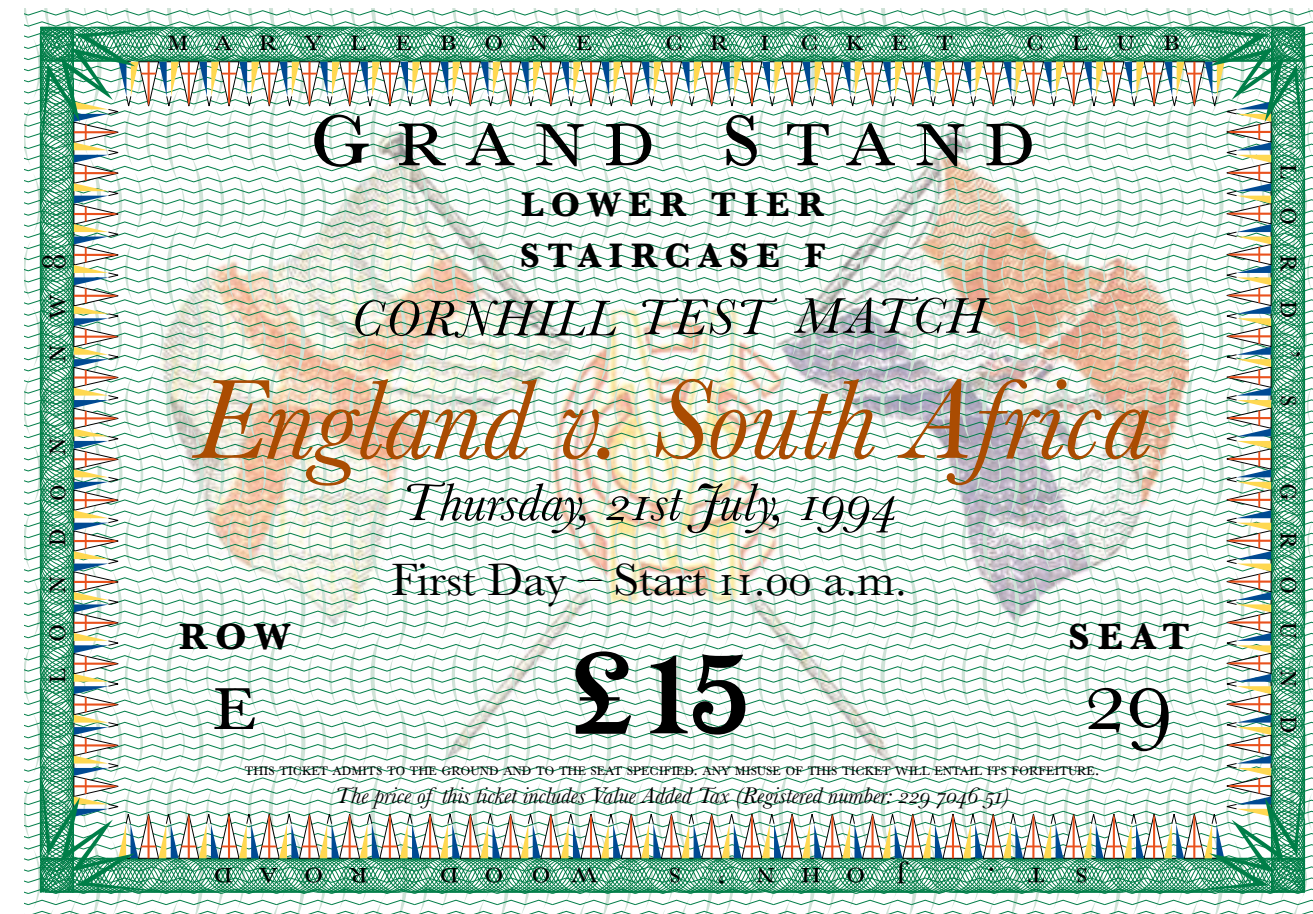 MARYLEBONE CRICKET CLUB
GRAND STAND
LOWER TIER
STAIRCASE F
CORNHILL TEST MATCH
England v. South Africa
Thursday, 21st July, 1994
First Day – Start 11.00 a.m.
ROW
SEAT
E
£15
29
THIS TICKET ADMITS TO THE GROUND AND TO THE SEAT SPECIFIED. ANY MISUSE OF THIS TICKET WILL ENTAIL ITS FORFEITURE.
The price of this ticket includes Value Added Tax (Registered number: 229 7046 51)
LORD'S GROUND
ST. JOHN'S WOOD ROAD
LONDON NW8